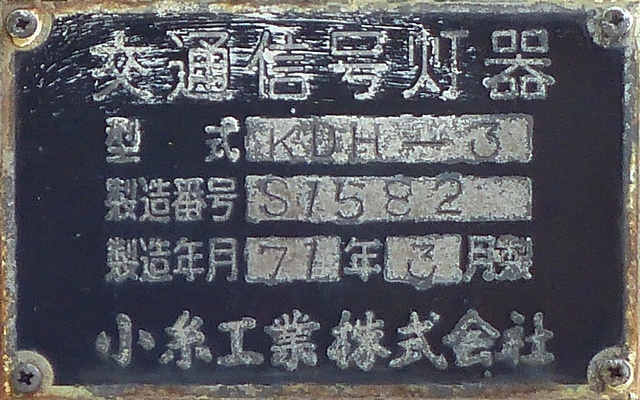 交通信号灯器
型式 KDH-3
製造番号 S1582
製造年月 71年3月製
小糸工業株式会社